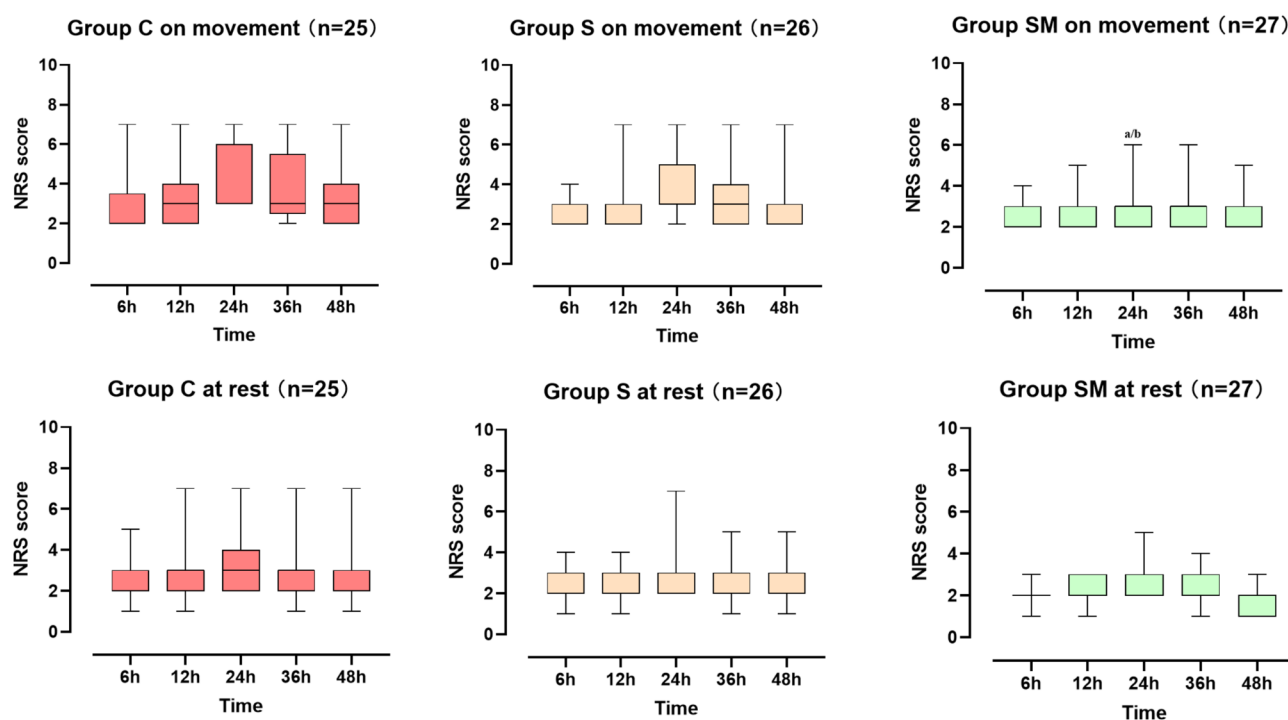 Group C on movement（n=25）
NRS score
10
8
6
4
2
0
6h 12h 24h 36h 48h
Time
Group S on movement（n=26）
NRS score
10
8
6
4
2
0
6h 12h 24h 36h 48h
Time
Group SM on movement（n=27）
NRS score
10
8
6
4
2
0
a/b
6h 12h 24h 36h 48h
Time
Group C at rest（n=25）
NRS score
10
8
6
4
2
0
6h 12h 24h 36h 48h
Time
Group S at rest（n=26）
NRS score
10
8
6
4
2
0
6h 12h 24h 36h 48h
Time
Group SM at rest（n=27）
NRS score
10
8
6
4
2
0
6h 12h 24h 36h 48h
Time